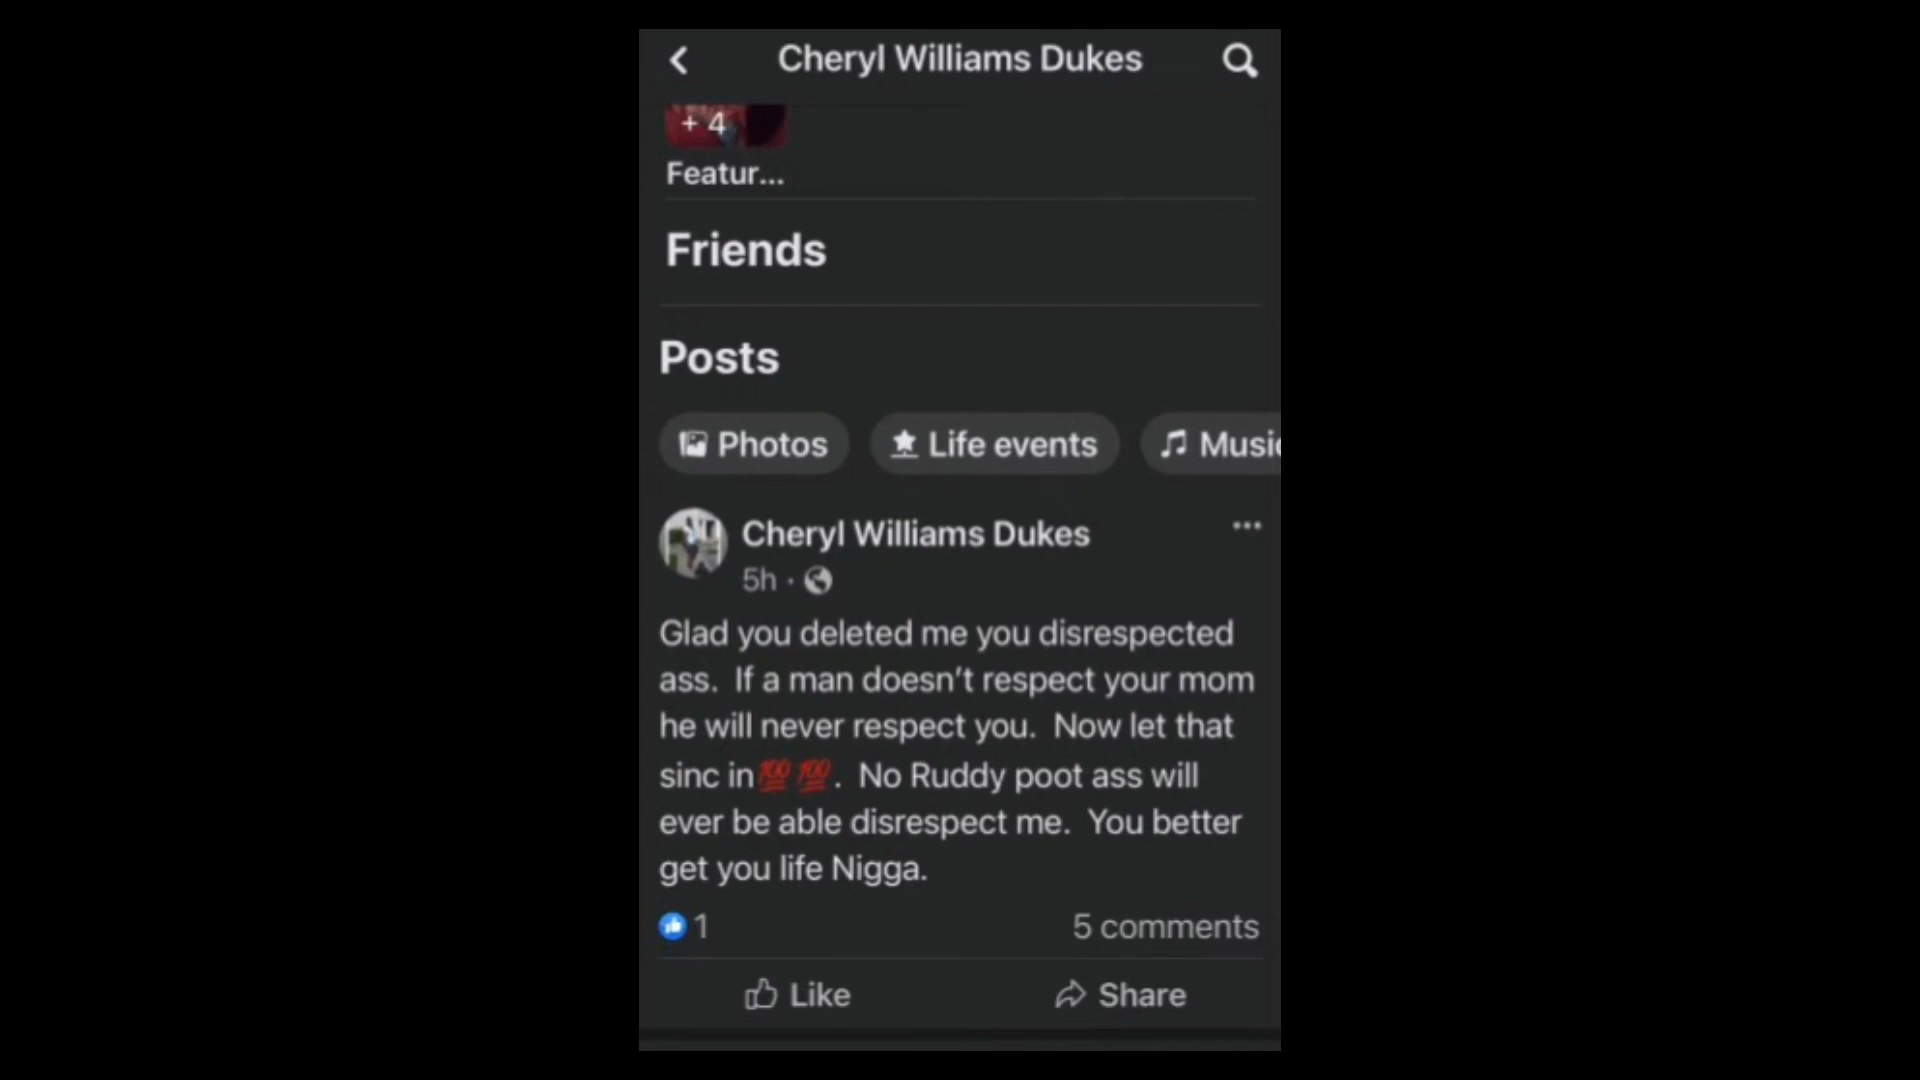 Cheryl Williams Dukes
+ 4
Featur...
Friends
Posts
Photos
Life events
Music
Cheryl Williams Dukes
5h ·
Glad you deleted me you disrespected
ass. If a man doesn't respect your mom
he will never respect you. Now let that
sinc in💯💯. No Ruddy poot ass will
ever be able disrespect me. You better
get you life Nigga.
1
5 comments
Like
Share